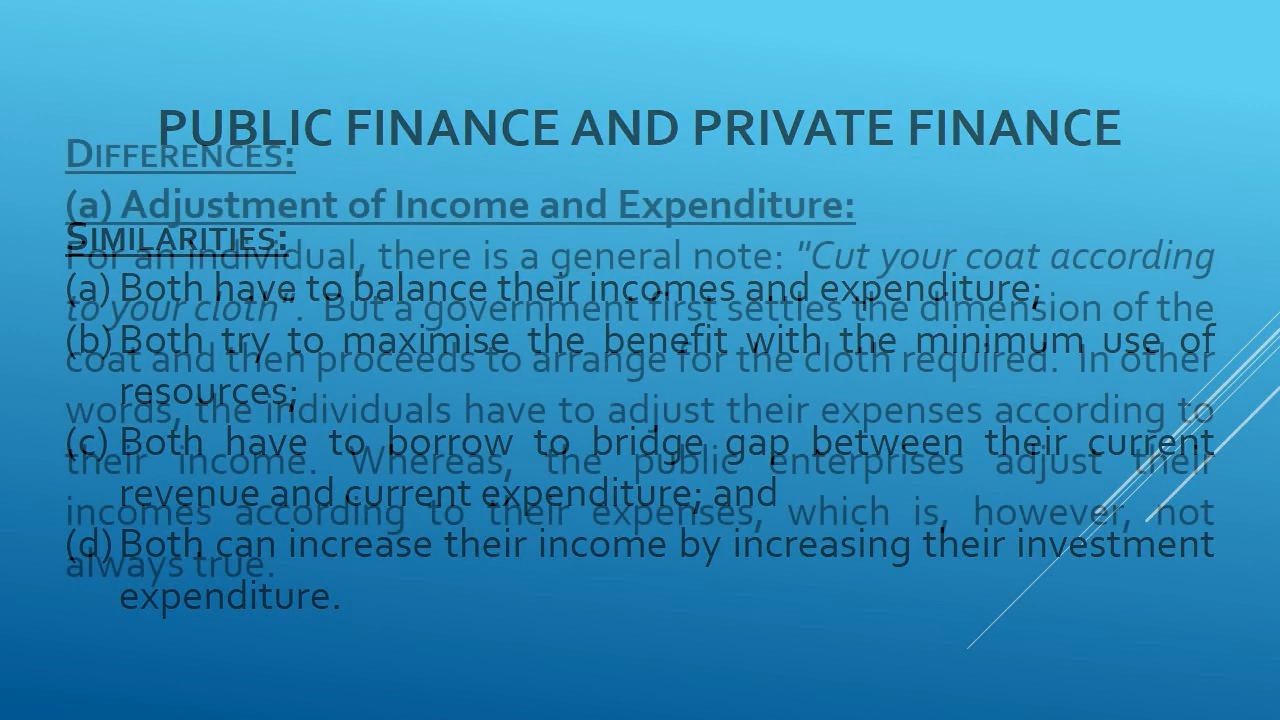 PUBLIC FINANCE AND PRIVATE FINANCE
SIMILARITIES:
(a) Both have to balance their incomes and expenditure;
(b) Both try to maximise the benefit with the minimum use of
resources;
(c) Both have to borrow to bridge gap between their current
revenue and current expenditure; and
(d) Both can increase their income by increasing their investment
expenditure.
DIFFERENCES:
(a) Adjustment of Income and Expenditure:
For an individual, there is a general note: "Cut your coat according
to your cloth". But a government first settles the dimension of the
coat and then proceeds to arrange for the cloth required. In other
words, the individuals have to adjust their expenses according to
their income. Whereas, the public enterprises adjust their
incomes according to their expenses, which is, however, not
always true.